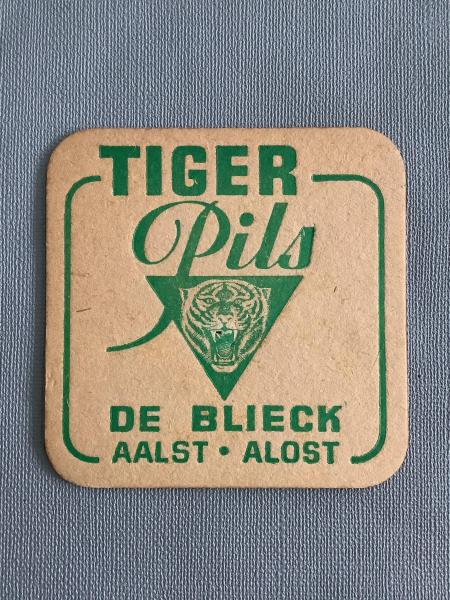 TIGER
Pils
DE BLIECK
AALST • ALOST